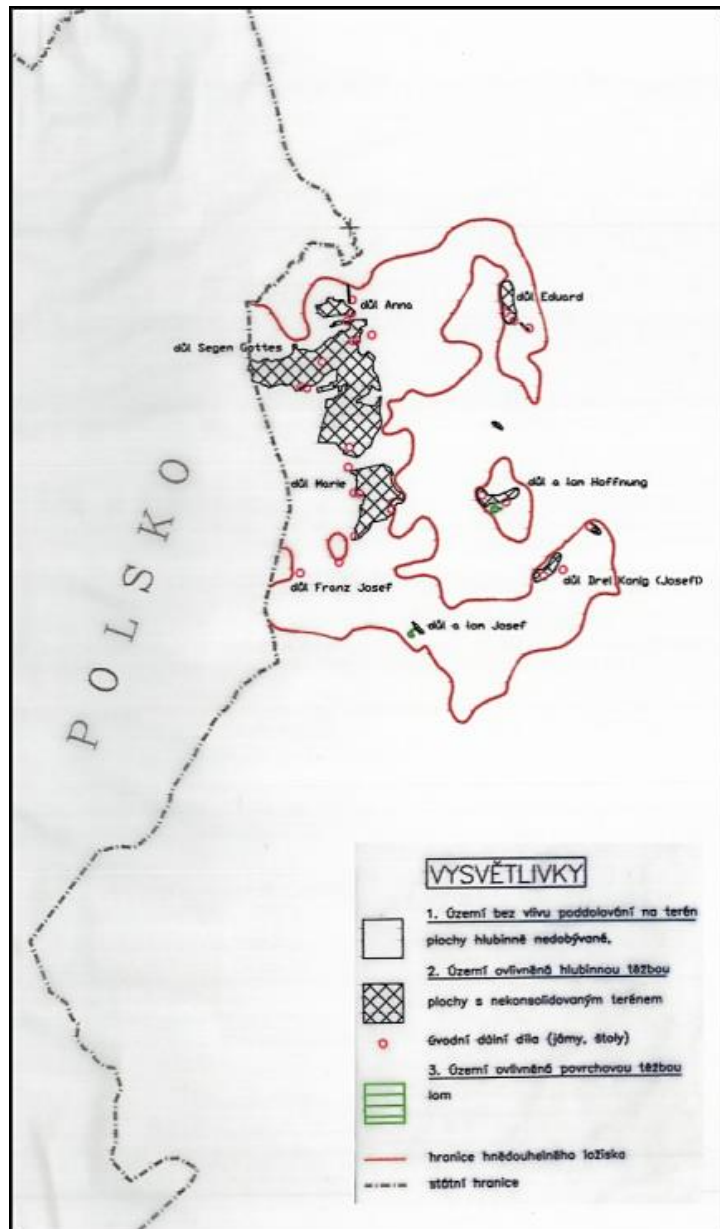 důl Eduard
důl Anna
důl Segen Gottes
důl a lom Hoffnung
důl Marie
důl Drei Konig (Josef)
důl Franz Josef
důl a lom Josef
POLSKO
VYSVĚTLIVKY
1. Území bez vlivu poddolování na terén
plochy hlubinně nedobývané.
2. Území ovlivněná hlubinnou těžbou
plochy s nekonsolidovaným terénem
úvodní důlní díla (jámy, štoly)
3. Území ovlivněná povrchovou těžbou
lom
hranice hnědouhelného ložiska
státní hranice